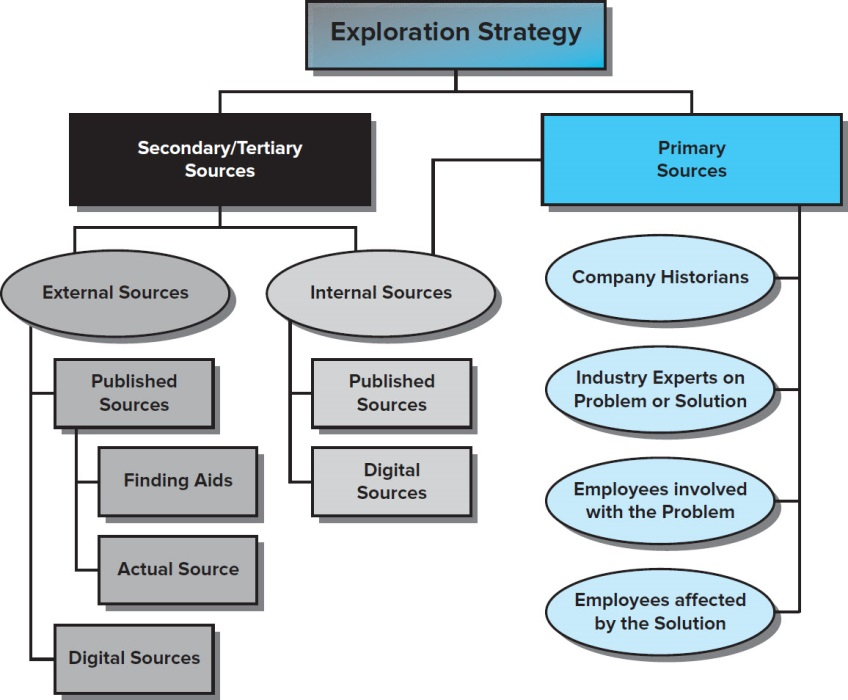 Exploration Strategy
Secondary/Tertiary
Sources
Primary
Sources
External Sources
Internal Sources
Company Historians
Published
Sources
Published
Sources
Industry Experts on
Problem or Solution
Finding Aids
Digital
Sources
Employees involved
with the Problem
Actual Source
Employees affected
by the Solution
Digital Sources